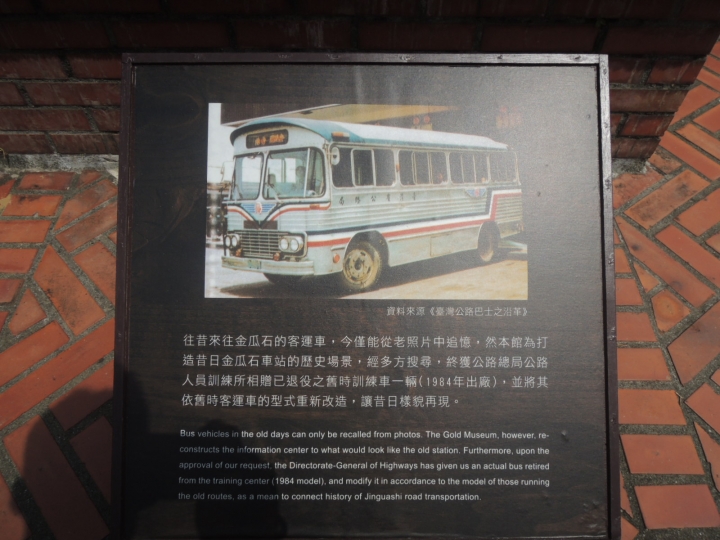 資料來源《臺灣公路巴士之沿革》
往昔來往金瓜石的客運車，今僅能從老照片中追憶，然本館為打
造昔日金瓜石車站的歷史場景，經多方搜尋，終獲公路總局公路
人員訓練所相贈已退役之舊時訓練車一輛(1984年出廠)，並將其
依舊時客運車的型式重新改造，讓昔日樣貌再現。
Bus vehicles in the old days can only be recalled from photos. The Gold Museum, however, re-
constructs the information center to what would look like the old station. Furthermore, upon the
approval of our request, the Directorate-General of Highways has given us an actual bus retired
from the training center (1984 model), and modify it in accordance to the model of those running
the old routes, as a mean to connect history of Jinguashi road transportation.